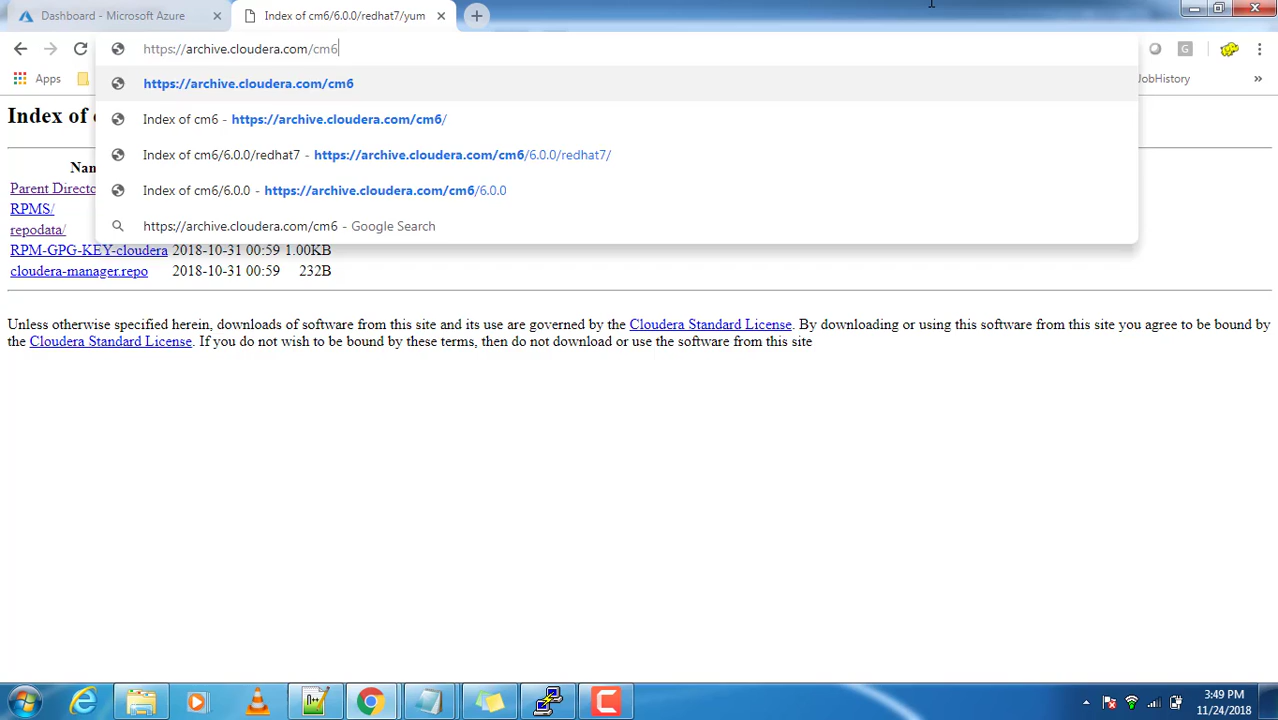 Dashboard - Microsoft Azure
Index of cm6/6.0.0/redhat7/yum
https://archive.cloudera.com/cm6
G
Apps
JobHistory
»
https://archive.cloudera.com/cm6
Index of cm6 - https://archive.cloudera.com/cm6/
Index of cm6/6.0.0/redhat7 - https://archive.cloudera.com/cm6/6.0.0/redhat7/
Index of cm6/6.0.0 - https://archive.cloudera.com/cm6/6.0.0
https://archive.cloudera.com/cm6 - Google Search
Index of
Nan
Parent Directo
RPMS/
repodata/
RPM-GPG-KEY-cloudera 2018-10-31 00:59 1.00KB
cloudera-manager.repo 2018-10-31 00:59 232B
Unless otherwise specified herein, downloads of software from this site and its use are governed by the Cloudera Standard License. By downloading or using this software from this site you agree to be bound by
the Cloudera Standard License. If you do not wish to be bound by these terms, then do not download or use the software from this site
3:49 PM
11/24/2018